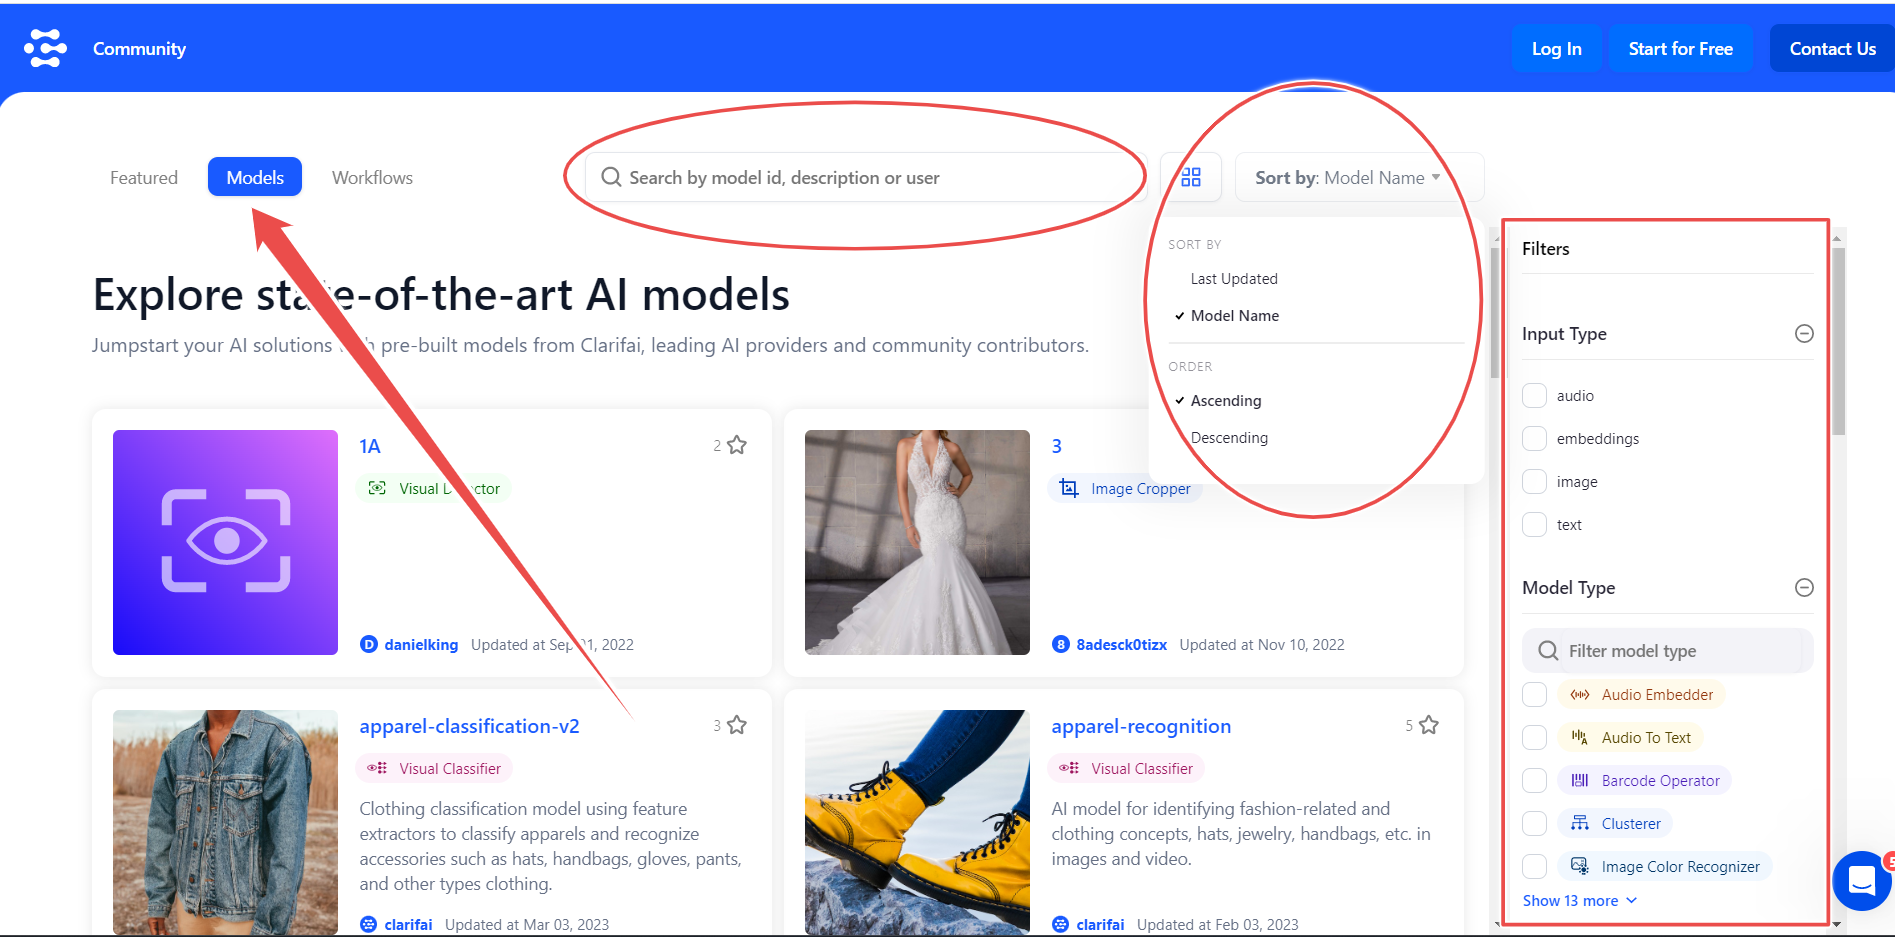 Community
Log In
Start for Free
Contact Us
Featured
Models
Workflows
Search by model id, description or user
Sort by: Model Name
SORT BY
Last Updated
Model Name
ORDER
Ascending
Descending
Explore state-of-the-art AI models
Jumpstart your AI solutions with pre-built models from Clarifai, leading AI providers and community contributors.
1A
2
Visual Detector
D danielking Updated at Sep 01, 2022
3
Image Cropper
8 8adesck0tizx Updated at Nov 10, 2022
apparel-classification-v2
3
Visual Classifier
Clothing classification model using feature
extractors to classify apparels and recognize
accessories such as hats, handbags, gloves, pants,
and other types clothing.
clarifai Updated at Mar 03, 2023
apparel-recognition
5
Visual Classifier
AI model for identifying fashion-related and
clothing concepts, hats, jewelry, handbags, etc. in
images and video.
clarifai Updated at Feb 03, 2023
Filters
Input Type
audio
embeddings
image
text
Model Type
Filter model type
Audio Embedder
Audio To Text
Barcode Operator
Clusterer
Image Color Recognizer
Show 13 more
5